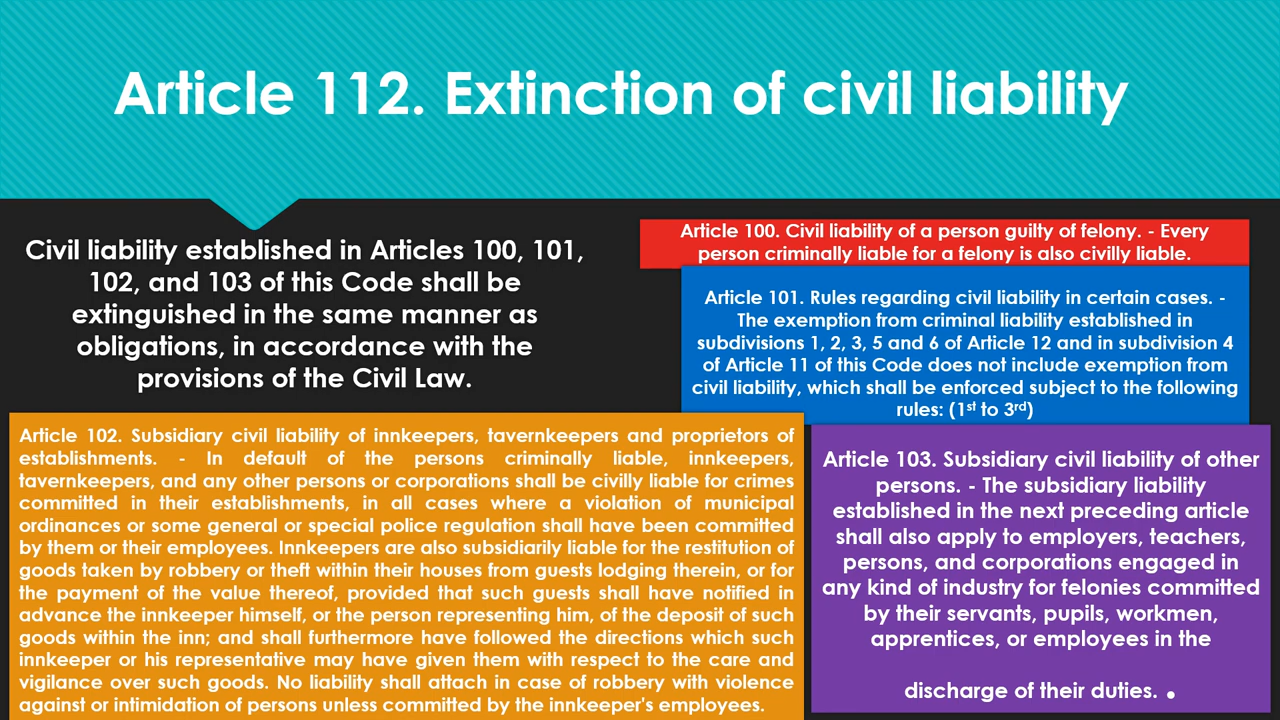 Article 112. Extinction of civil liability
Civil liability established in Articles 100, 101,
102, and 103 of this Code shall be
extinguished in the same manner as
obligations, in accordance with the
provisions of the Civil Law.
Article 100. Civil liability of a person guilty of felony. - Every
person criminally liable for a felony is also civilly liable.
Article 101. Rules regarding civil liability in certain cases. -
The exemption from criminal liability established in
subdivisions 1, 2, 3, 5 and 6 of Article 12 and in subdivision 4
of Article 11 of this Code does not include exemption from
civil liability, which shall be enforced subject to the following
rules: (1st to 3rd)
Article 102. Subsidiary civil liability of innkeepers, tavernkeepers and proprietors of
establishments. - In default of the persons criminally liable, innkeepers,
tavernkeepers, and any other persons or corporations shall be civilly liable for crimes
committed in their establishments, in all cases where a violation of municipal
ordinances or some general or special police regulation shall have been committed
by them or their employees. Innkeepers are also subsidiarily liable for the restitution of
goods taken by robbery or theft within their houses from guests lodging therein, or for
the payment of the value thereof, provided that such guests shall have notified in
advance the innkeeper himself, or the person representing him, of the deposit of such
goods within the inn; and shall furthermore have followed the directions which such
innkeeper or his representative may have given them with respect to the care and
vigilance over such goods. No liability shall attach in case of robbery with violence
against or intimidation of persons unless committed by the innkeeper's employees.
Article 103. Subsidiary civil liability of other
persons. - The subsidiary liability
established in the next preceding article
shall also apply to employers, teachers,
persons, and corporations engaged in
any kind of industry for felonies committed
by their servants, pupils, workmen,
apprentices, or employees in the
discharge of their duties. .